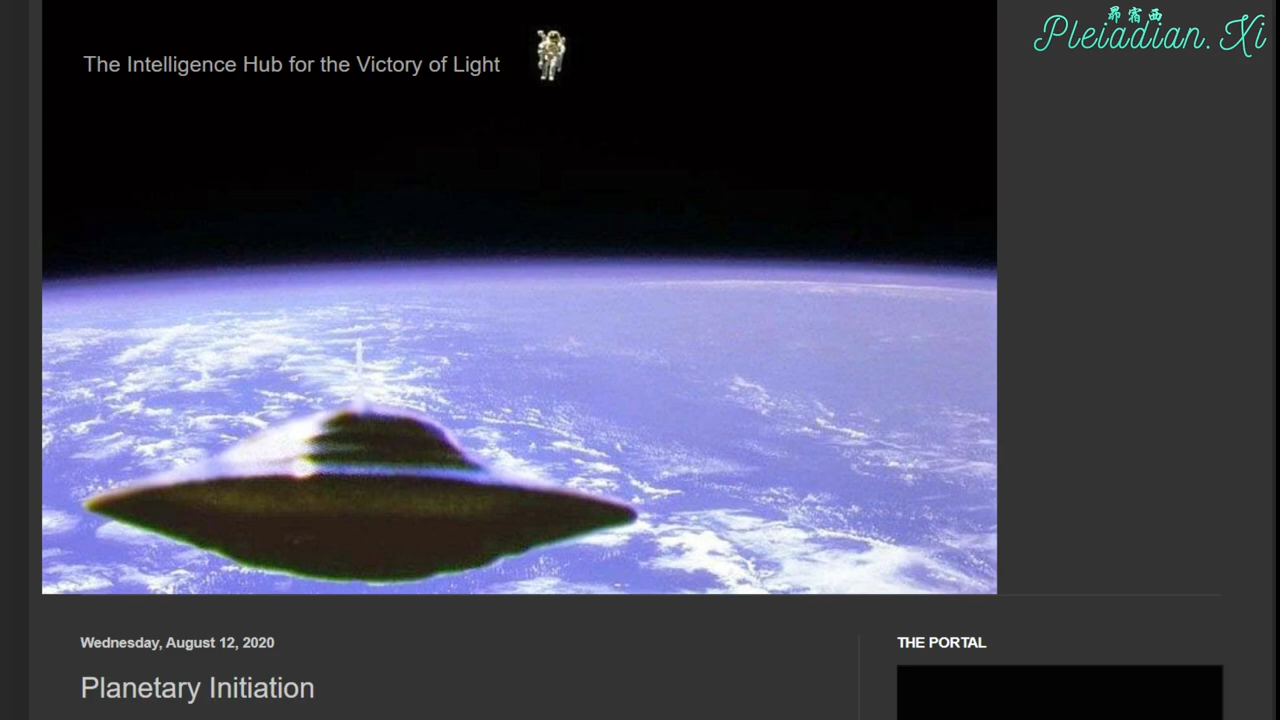 昴宿西
Pleiadian.Xi
The Intelligence Hub for the Victory of Light
Wednesday, August 12, 2020
THE PORTAL
Planetary Initiation